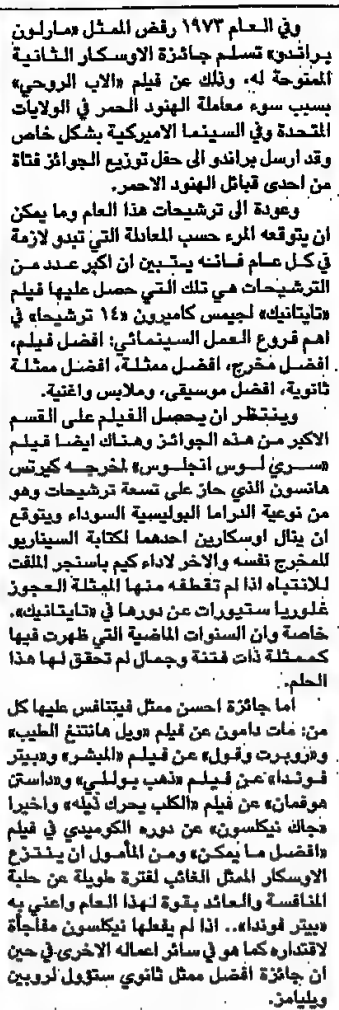 وفي العام ١٩٧٣ رفض الممثل «مارلون
براندو» تسلم جائزة الاوسكار الثانية
الممنوحة له، وذلك عن فيلم «الاب الروحي»
بسبب سوء معاملة الهنود الحمر في الولايات
المتحدة وفي السينما الاميركية بشكل خاص
وقد ارسل براندو الى حفل توزيع الجوائز فتاة
من احدى قبائل الهنود الاحمر.
وعودة الى ترشيحات هذا العام وما يمكن
ان يتوقعه المرء حسب المعادلة التي تبدو لازمة
في كل عام فانه يتبين ان اكبر عدد من
الترشيحات هي تلك التي حصل عليها فيلم
«تايتانيك» لجيمس كاميرون «١٤ ترشيحا» في
اهم فروع العمل السينمائي: افضل فيلم،
افضل مخرج، افضل ممثلة، افضل ممثلة
ثانوية، افضل موسيقى، وملابس واغنية.
وينتظر ان يحصل الفيلم على القسم
الاكبر من هذه الجوائز وهناك ايضا فيلم
«سري لوس انجلوس» لمخرجه كيرتس
هانسون الذي حاز على تسعة ترشيحات وهو
من نوعية الدراما البوليسية السوداء ويتوقع
ان ينال اوسكارين احدهما لكتابة السيناريو
للمخرج نفسه والاخر لاداء كيم باسنجر الملفت
للانتباه اذا لم تقطفه منها الممثلة العجوز
غلوريا ستيورات عن دورها في «تايتانيك».
خاصة وان السنوات الماضية التي ظهرت فيها
كممثلة ذات فتنة وجمال لم تحقق لها هذا
الحلم.
اما جائزة احسن ممثل فيتنافس عليها كل
من: مات دامون عن فيلم «ويل هانتنغ الطيب»
و«روبرت دوفال» عن فيلم «المبشر» و«بيتر
فوندا» عن فيلم «ذهب يوللي» و«داستن
هوفمان» عن فيلم «الكلب يحرك ذيله» واخيرا
«جاك نيكلسون» عن دوره الكوميدي في فيلم
«افضل ما يمكن» ومن المأمول ان ينتزع
الاوسكار الممثل الغائب لفترة طويلة عن حلبة
المنافسة والعائد بقوة لهذا العام واعني به
«بيتر فوندا».. اذا لم يفعلها نيكلسون مفاجأة
لاقتداره كما هو في سائر اعماله الاخرى في حين
ان جائزة افضل ممثل ثانوي ستؤول لروبين
ويليامز.